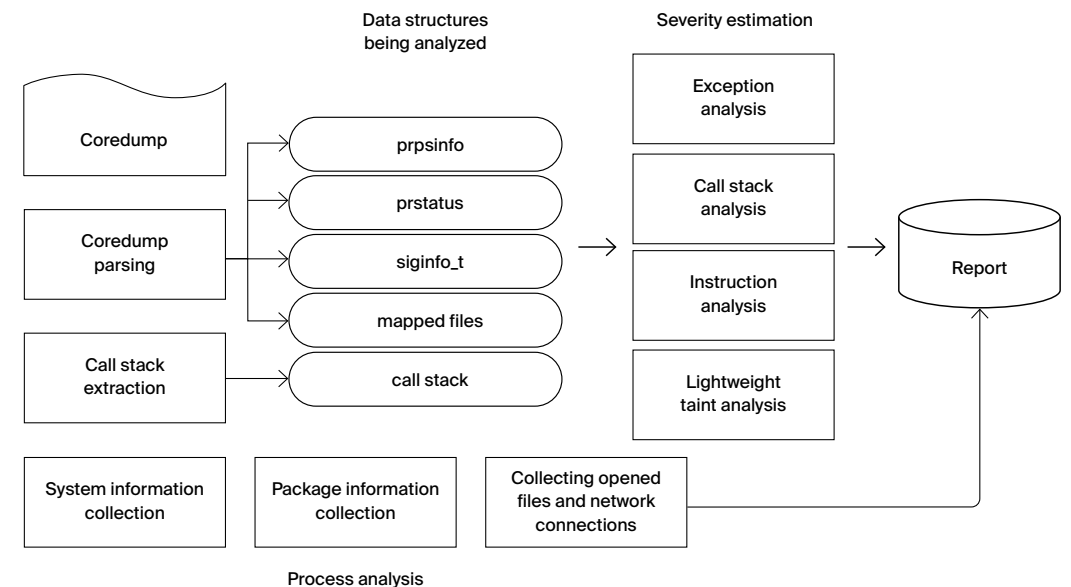 Data structures
being analyzed
Severity estimation
Coredump
Coredump
parsing
Call stack
extraction
prpsinfo
prstatus
siginfo_t
mapped files
call stack
Exception
analysis
Call stack
analysis
Instruction
analysis
Lightweight
taint analysis
Report
System information
collection
Package information
collection
Collecting opened
files and network
connections
Process analysis